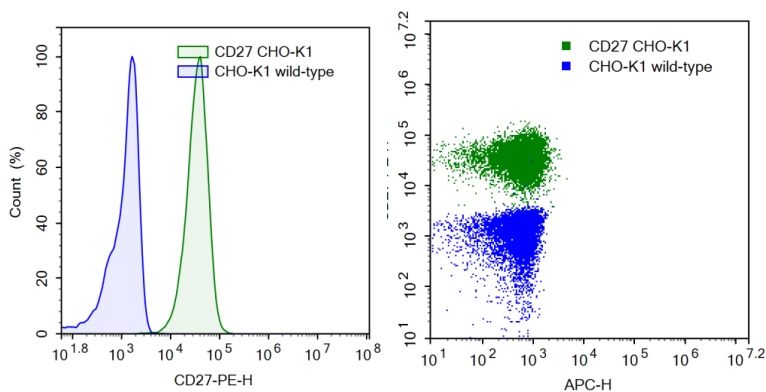 CD27 CHO-K1
CHO-K1 wild-type
Count (%)
100
80
60
40
20
0
10^1.8 10^3 10^4 10^5 10^6 10^7 10^8
CD27-PE-H
CD27 CHO-K1
CHO-K1 wild-type
10^7.2
10^6
10^5
10^4
10^3
10^2
10^1
10^1 10^2 10^3 10^4 10^5 10^6 10^7.2
APC-H